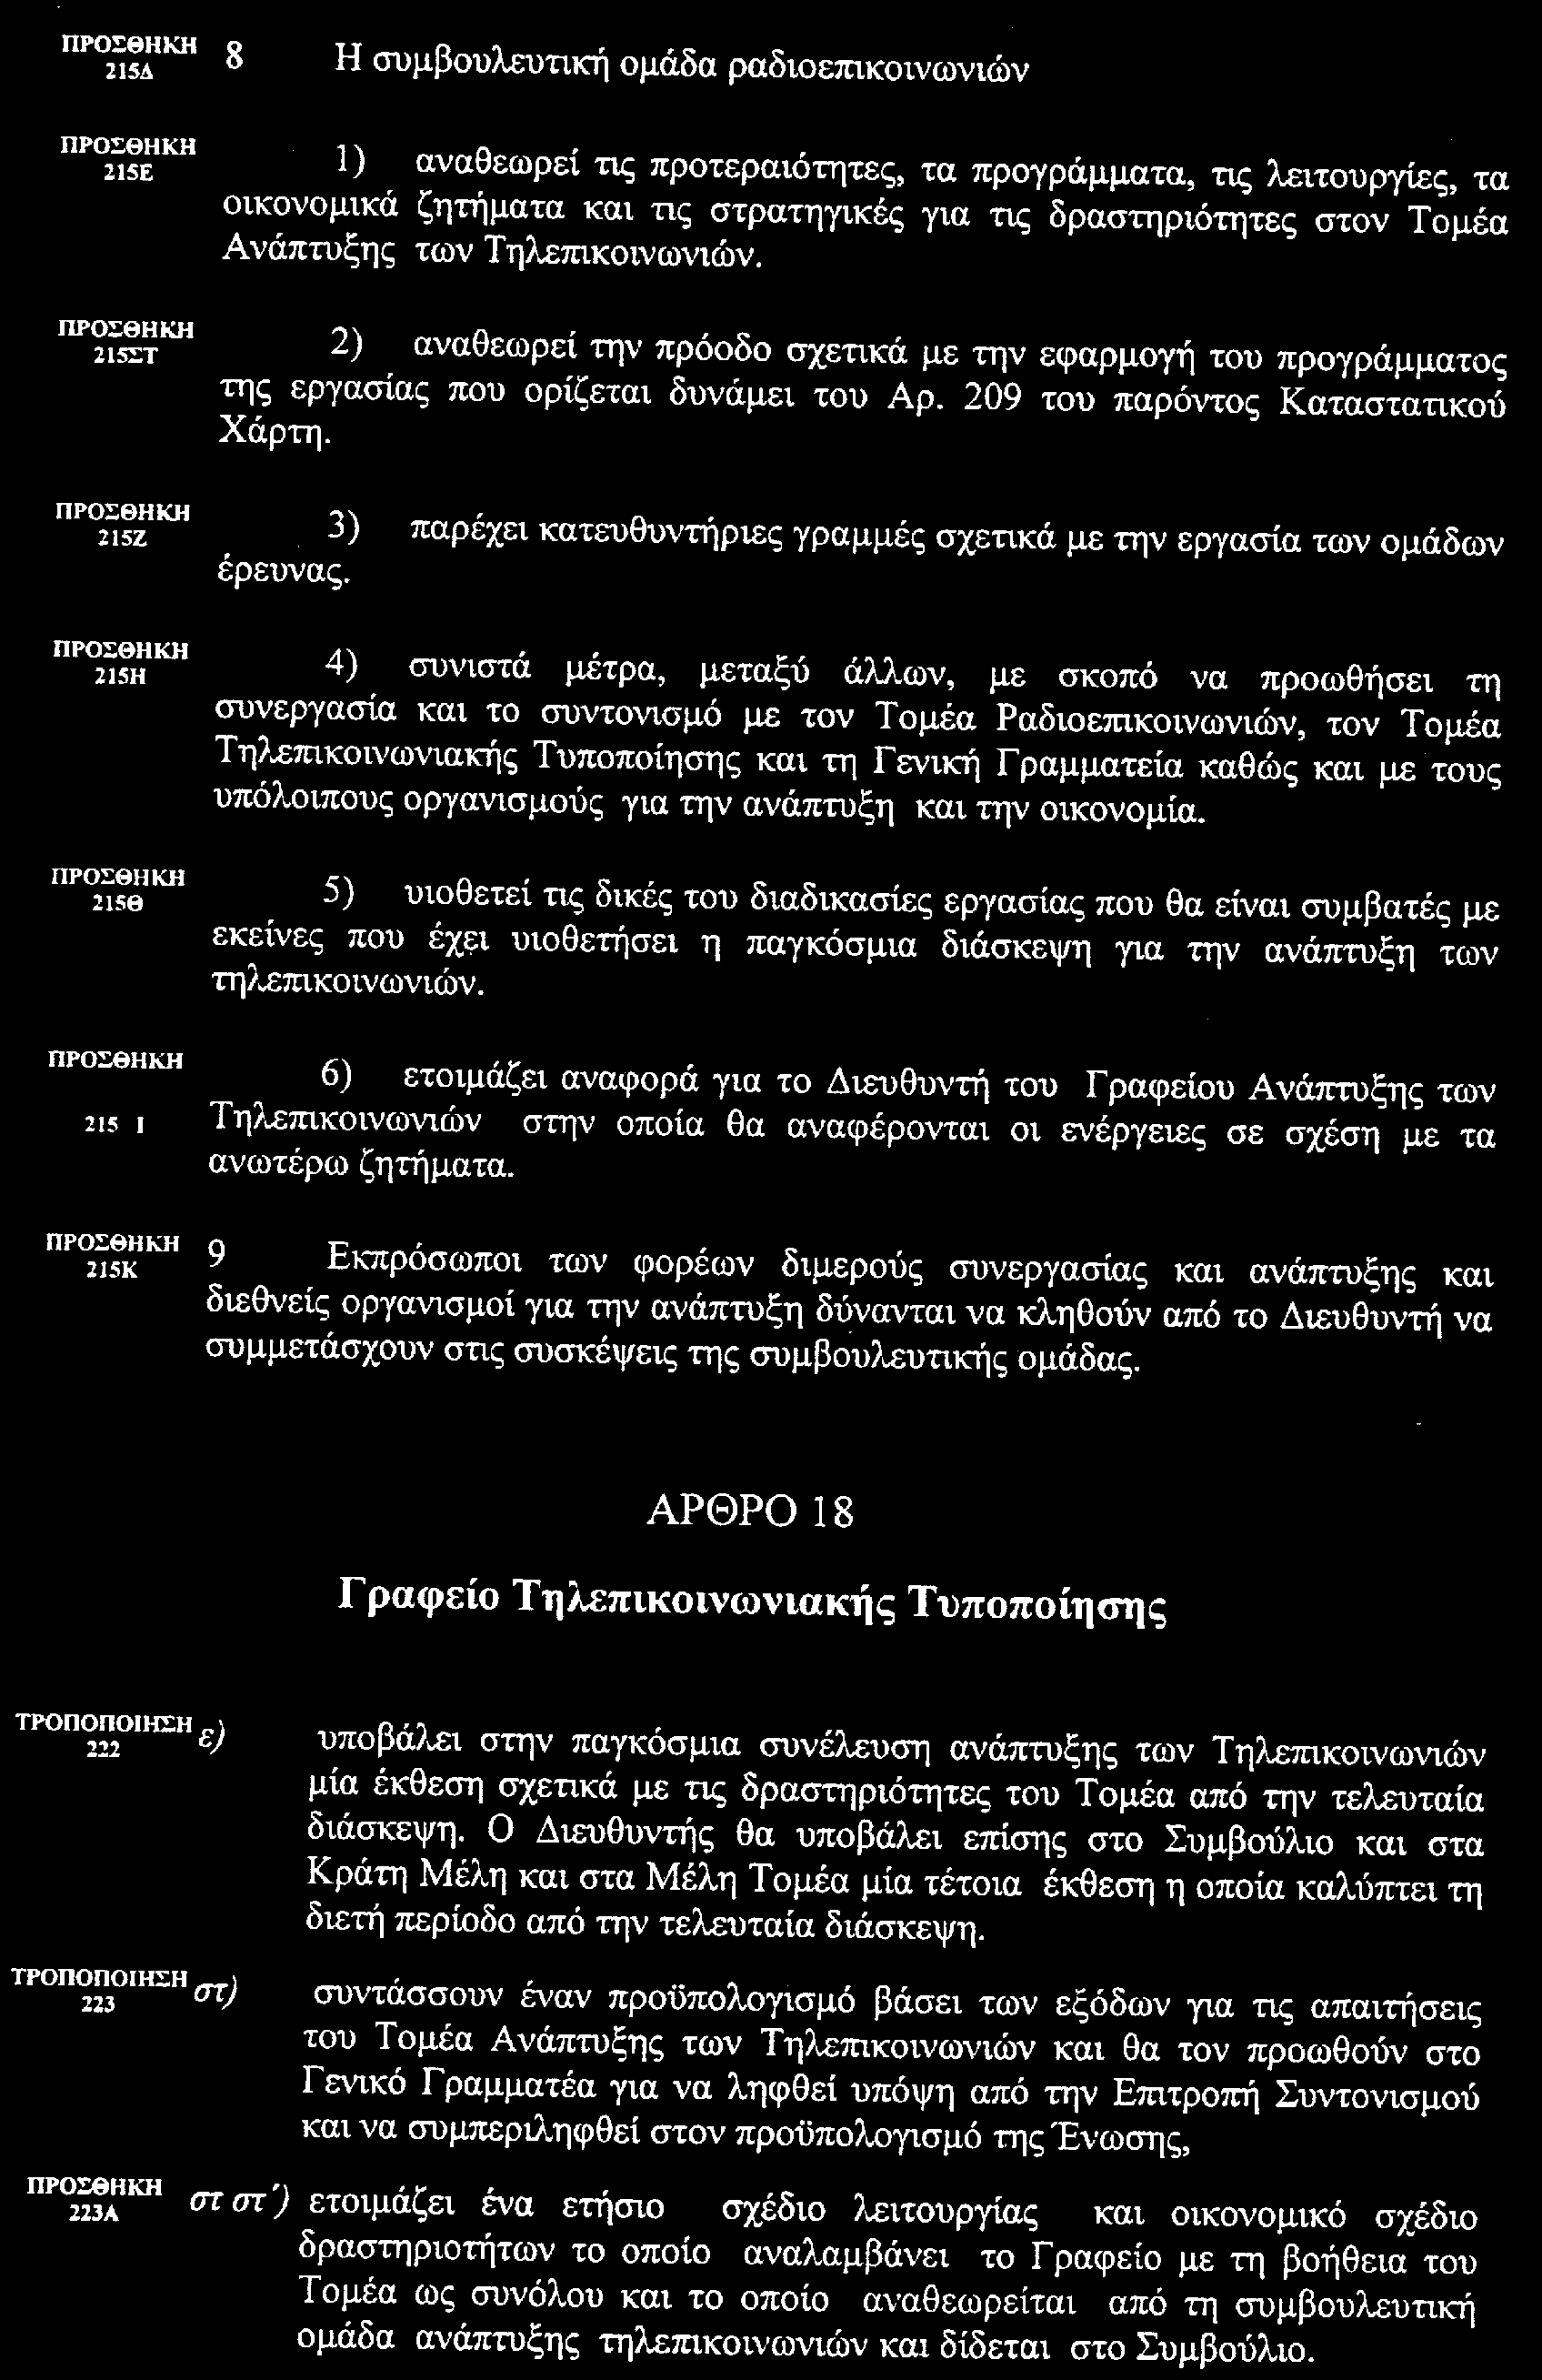 ΠΡΟΣΘΗΚΗ 8 Η συμβουλευτική ομάδα ραδιοεπικοινωνιών
215Δ
ΠΡΟΣΘΗΚΗ 1) αναθεωρεί τις προτεραιότητες, τα προγράμματα, τις λειτουργίες, τα
215Ε
οικονομικά ζητήματα και τις στρατηγικές για τις δραστηριότητες στον Τομέα
Ανάπτυξης των Τηλεπικοινωνιών.
ΠΡΟΣΘΗΚΗ 2) αναθεωρεί την πρόοδο σχετικά με την εφαρμογή του προγράμματος
215ΣΤ
της εργασίας που ορίζεται δυνάμει του Αρ. 209 του παρόντος Καταστατικού
Χάρτη.
ΠΡΟΣΘΗΚΗ 3) παρέχει κατευθυντήριες γραμμές σχετικά με την εργασία των ομάδων
215Ζ
έρευνας.
ΠΡΟΣΘΗΚΗ 4) συνιστά μέτρα, μεταξύ άλλων, με σκοπό να προωθήσει τη
215Η
συνεργασία και το συντονισμό με τον Τομέα Ραδιοεπικοινωνιών, τον Τομέα
Τηλεπικοινωνιακής Τυποποίησης και τη Γενική Γραμματεία καθώς και με τους
υπόλοιπους οργανισμούς για την ανάπτυξη και την οικονομία.
ΠΡΟΣΘΗΚΗ 5) υιοθετεί τις δικές του διαδικασίες εργασίας που θα είναι συμβατές με
215Θ
εκείνες που έχει υιοθετήσει η παγκόσμια διάσκεψη για την ανάπτυξη των
τηλεπικοινωνιών.
ΠΡΟΣΘΗΚΗ 6) ετοιμάζει αναφορά για το Διευθυντή του Γραφείου Ανάπτυξης των
215 Ι Τηλεπικοινωνιών στην οποία θα αναφέρονται οι ενέργειες σε σχέση με τα
ανωτέρω ζητήματα.
ΠΡΟΣΘΗΚΗ 9 Εκπρόσωποι των φορέων διμερούς συνεργασίας και ανάπτυξης και
215Κ
διεθνείς οργανισμοί για την ανάπτυξη δύνανται να κληθούν από το Διευθυντή να
συμμετάσχουν στις συσκέψεις της συμβουλευτικής ομάδας.
ΑΡΘΡΟ 18
Γραφείο Τηλεπικοινωνιακής Τυποποίησης
ΤΡΟΠΟΠΟΙΗΣΗ ε) υποβάλει στην παγκόσμια συνέλευση ανάπτυξης των Τηλεπικοινωνιών
222
μία έκθεση σχετικά με τις δραστηριότητες του Τομέα από την τελευταία
διάσκεψη. Ο Διευθυντής θα υποβάλει επίσης στο Συμβούλιο και στα
Κράτη Μέλη και στα Μέλη Τομέα μία τέτοια έκθεση η οποία καλύπτει τη
διετή περίοδο από την τελευταία διάσκεψη.
ΤΡΟΠΟΠΟΙΗΣΗ στ) συντάσσουν έναν προϋπολογισμό βάσει των εξόδων για τις απαιτήσεις
223
του Τομέα Ανάπτυξης των Τηλεπικοινωνιών και θα τον προωθούν στο
Γενικό Γραμματέα για να ληφθεί υπόψη από την Επιτροπή Συντονισμού
και να συμπεριληφθεί στον προϋπολογισμό της Ένωσης,
ΠΡΟΣΘΗΚΗ στ στ΄) ετοιμάζει ένα ετήσιο σχέδιο λειτουργίας και οικονομικό σχέδιο
223Α
δραστηριοτήτων το οποίο αναλαμβάνει το Γραφείο με τη βοήθεια του
Τομέα ως συνόλου και το οποίο αναθεωρείται από τη συμβουλευτική
ομάδα ανάπτυξης τηλεπικοινωνιών και δίδεται στο Συμβούλιο.